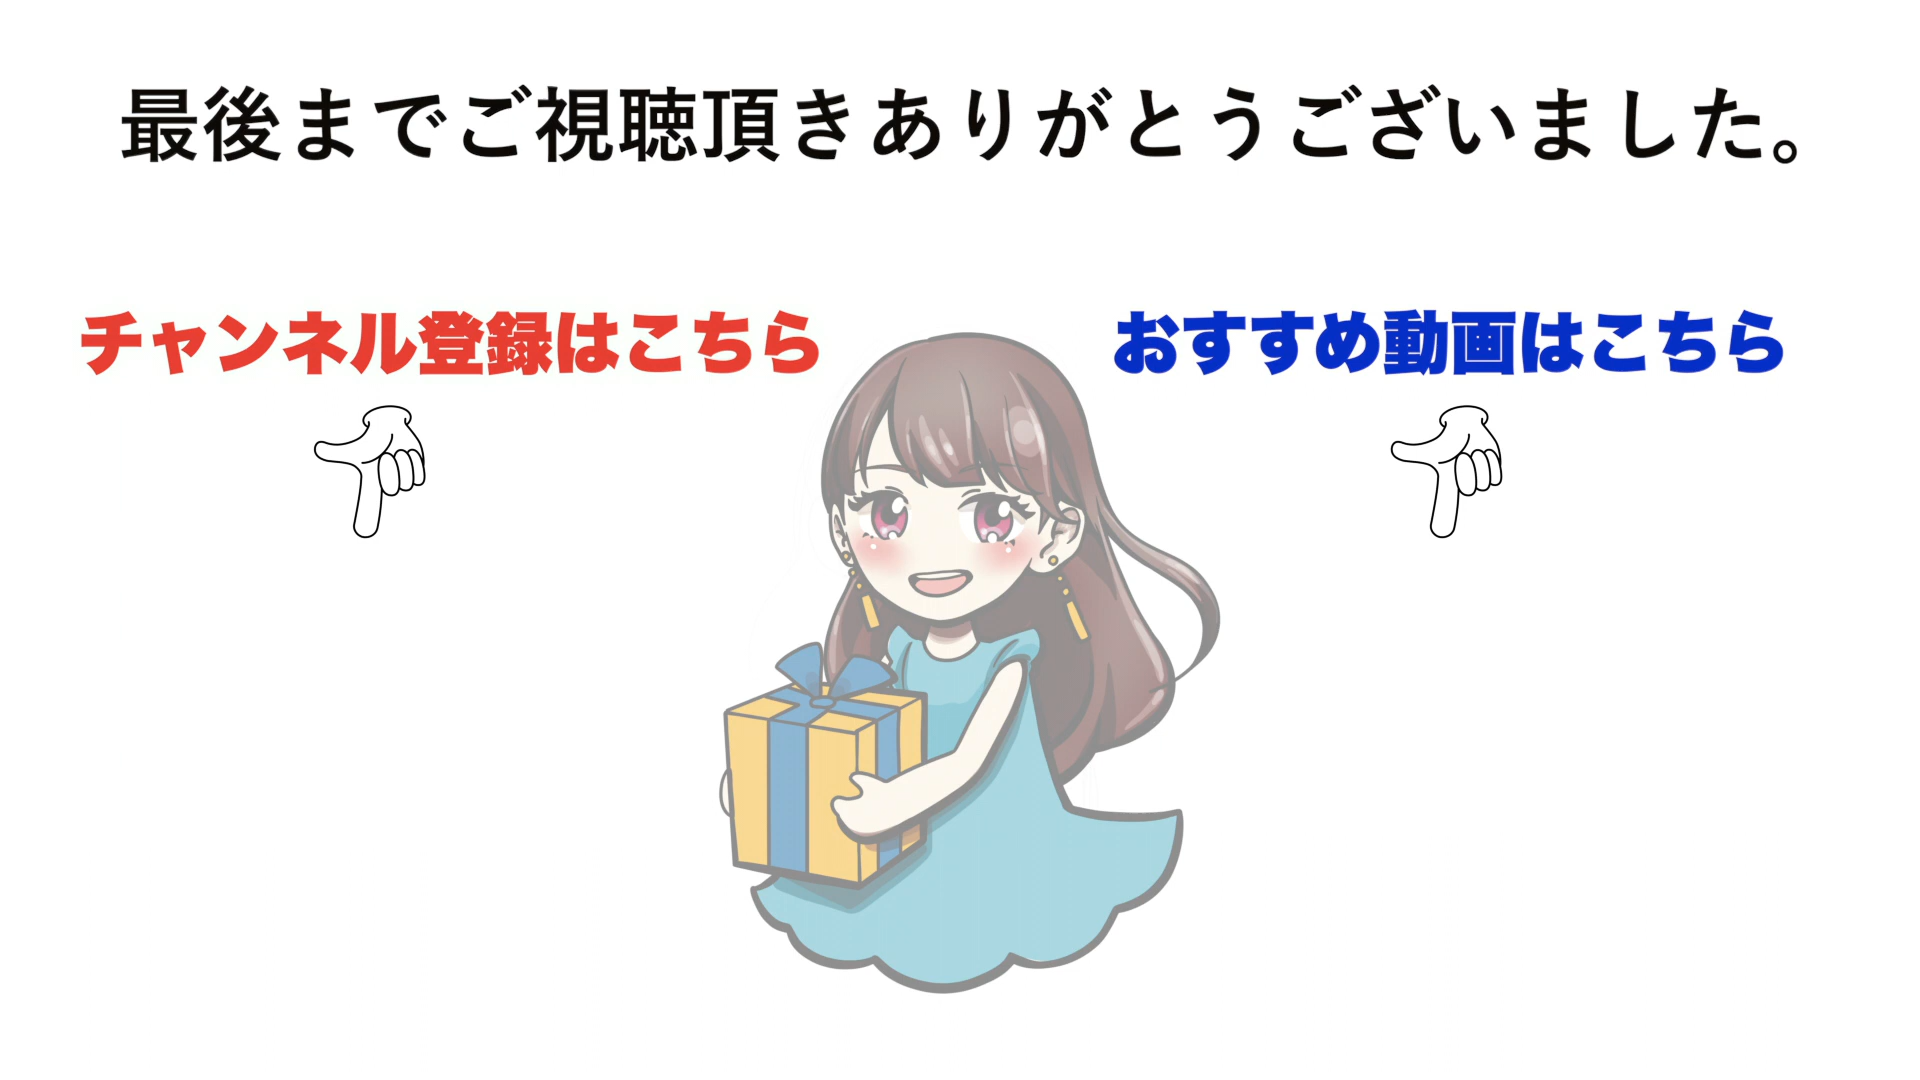 最後までご視聴頂きありがとうございました。
チャンネル登録はこちら
おすすめ動画はこちら